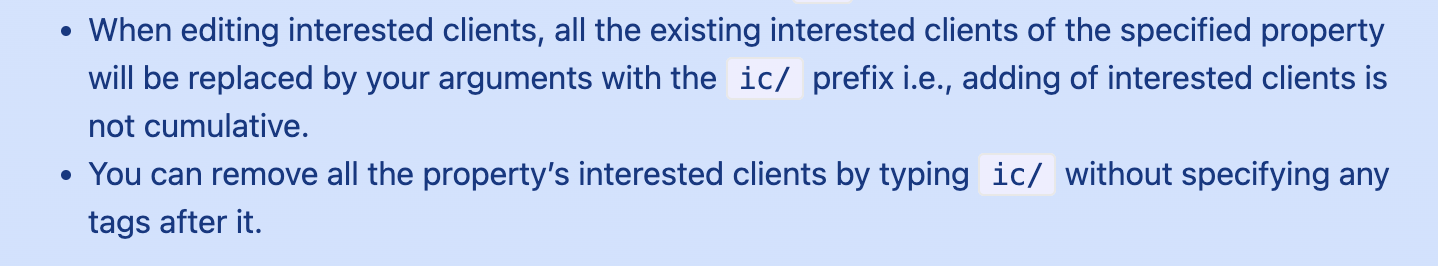 • When editing interested clients, all the existing interested clients of the specified property
will be replaced by your arguments with the ic/ prefix i.e., adding of interested clients is
not cumulative.
• You can remove all the property’s interested clients by typing ic/ without specifying any
tags after it.